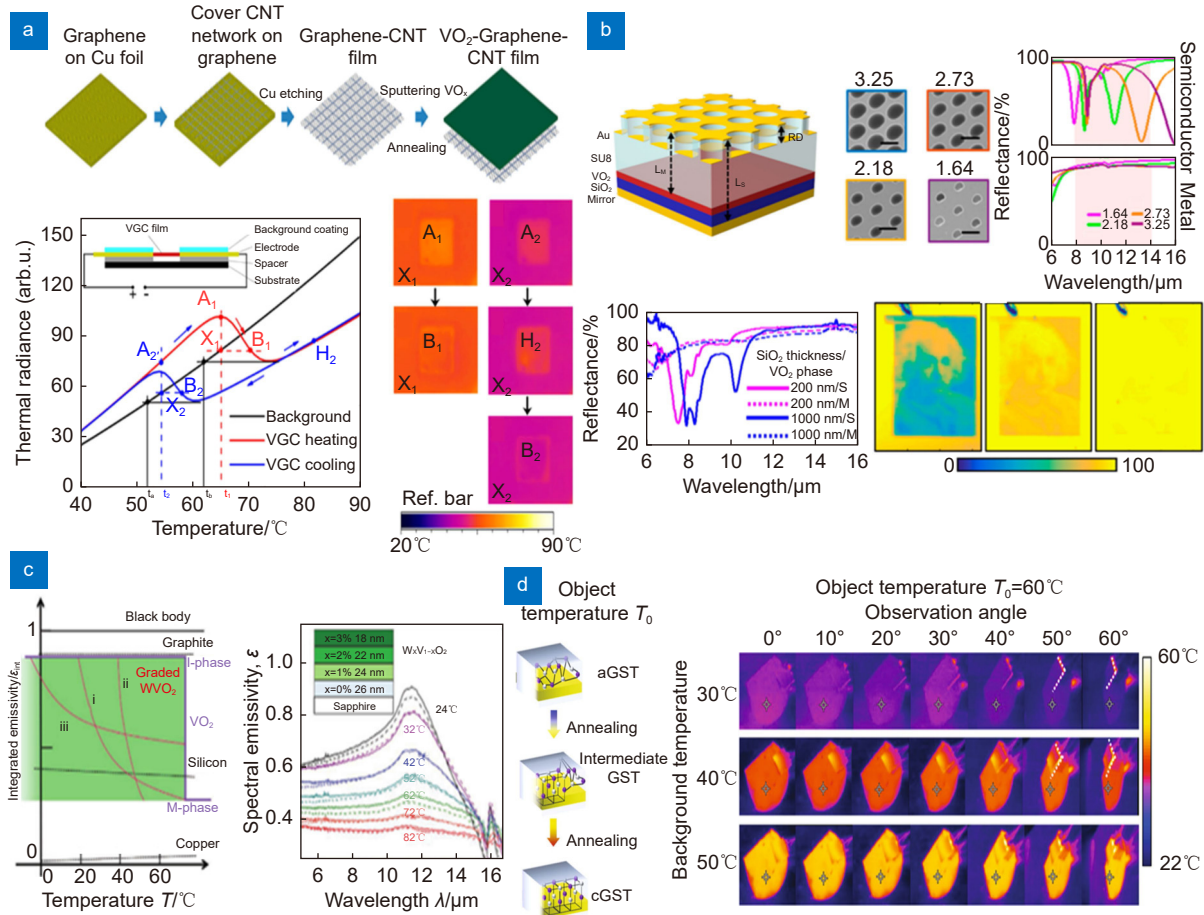 a
Graphene
on Cu foil
Cover CNT
network on
graphene
Graphene-CNT
film
VO₂-Graphene-
CNT film
Cu etching
Sputtering VOₓ
Annealing
Thermal radiance (arb.u.)
150
120
90
60
30
0
VGC film
Background coating
Electrode
Spacer
Substrate
+ -
A₁
X₁
B₁
A₂'
B₂
X₂
H₂
Background
VGC heating
VGC cooling
tₐ
t₂
t_b
t₁
40
50
60
70
80
90
Temperature/℃
A₁
X₁
A₂
X₂
B₁
X₁
H₂
X₂
B₂
X₂
Ref. bar
20℃
90℃
b
Au
SU8
VO₂
SiO₂
Mirror
L_M
L_S
RD
3.25
2.73
2.18
1.64
Reflectance/%
100
0
100
0
Semiconductor
Metal
1.64
2.73
2.18
3.25
6
8
10
12
14
16
Wavelength/μm
Reflectance/%
100
80
60
40
20
SiO₂ thickness/
VO₂ phase
200 nm/S
200 nm/M
1000 nm/S
1000 nm/M
6
8
10
12
14
16
Wavelength/μm
0
100
c
Integrated emissivity/ε_int
1
0
Black body
Graphite
I-phase
Graded
WVO₂
i
ii
iii
VO₂
Silicon
M-phase
Copper
0
20
40
60
Temperature T/℃
Spectral emissivity, ε
1.0
0.8
0.6
0.4
x=3% 18 nm
x=2% 22 nm
x=1% 24 nm
x=0% 26 nm
Sapphire
WxV₁₋xO₂
24℃
32℃
42℃
52℃
62℃
72℃
82℃
6
8
10
12
14
16
Wavelength λ/μm
d
Object
temperature T₀
aGST
Annealing
Intermediate
GST
Annealing
cGST
Object temperature T₀=60℃
Observation angle
0°
10°
20°
30°
40°
50°
60°
Background temperature
30℃
40℃
50℃
60℃
22℃